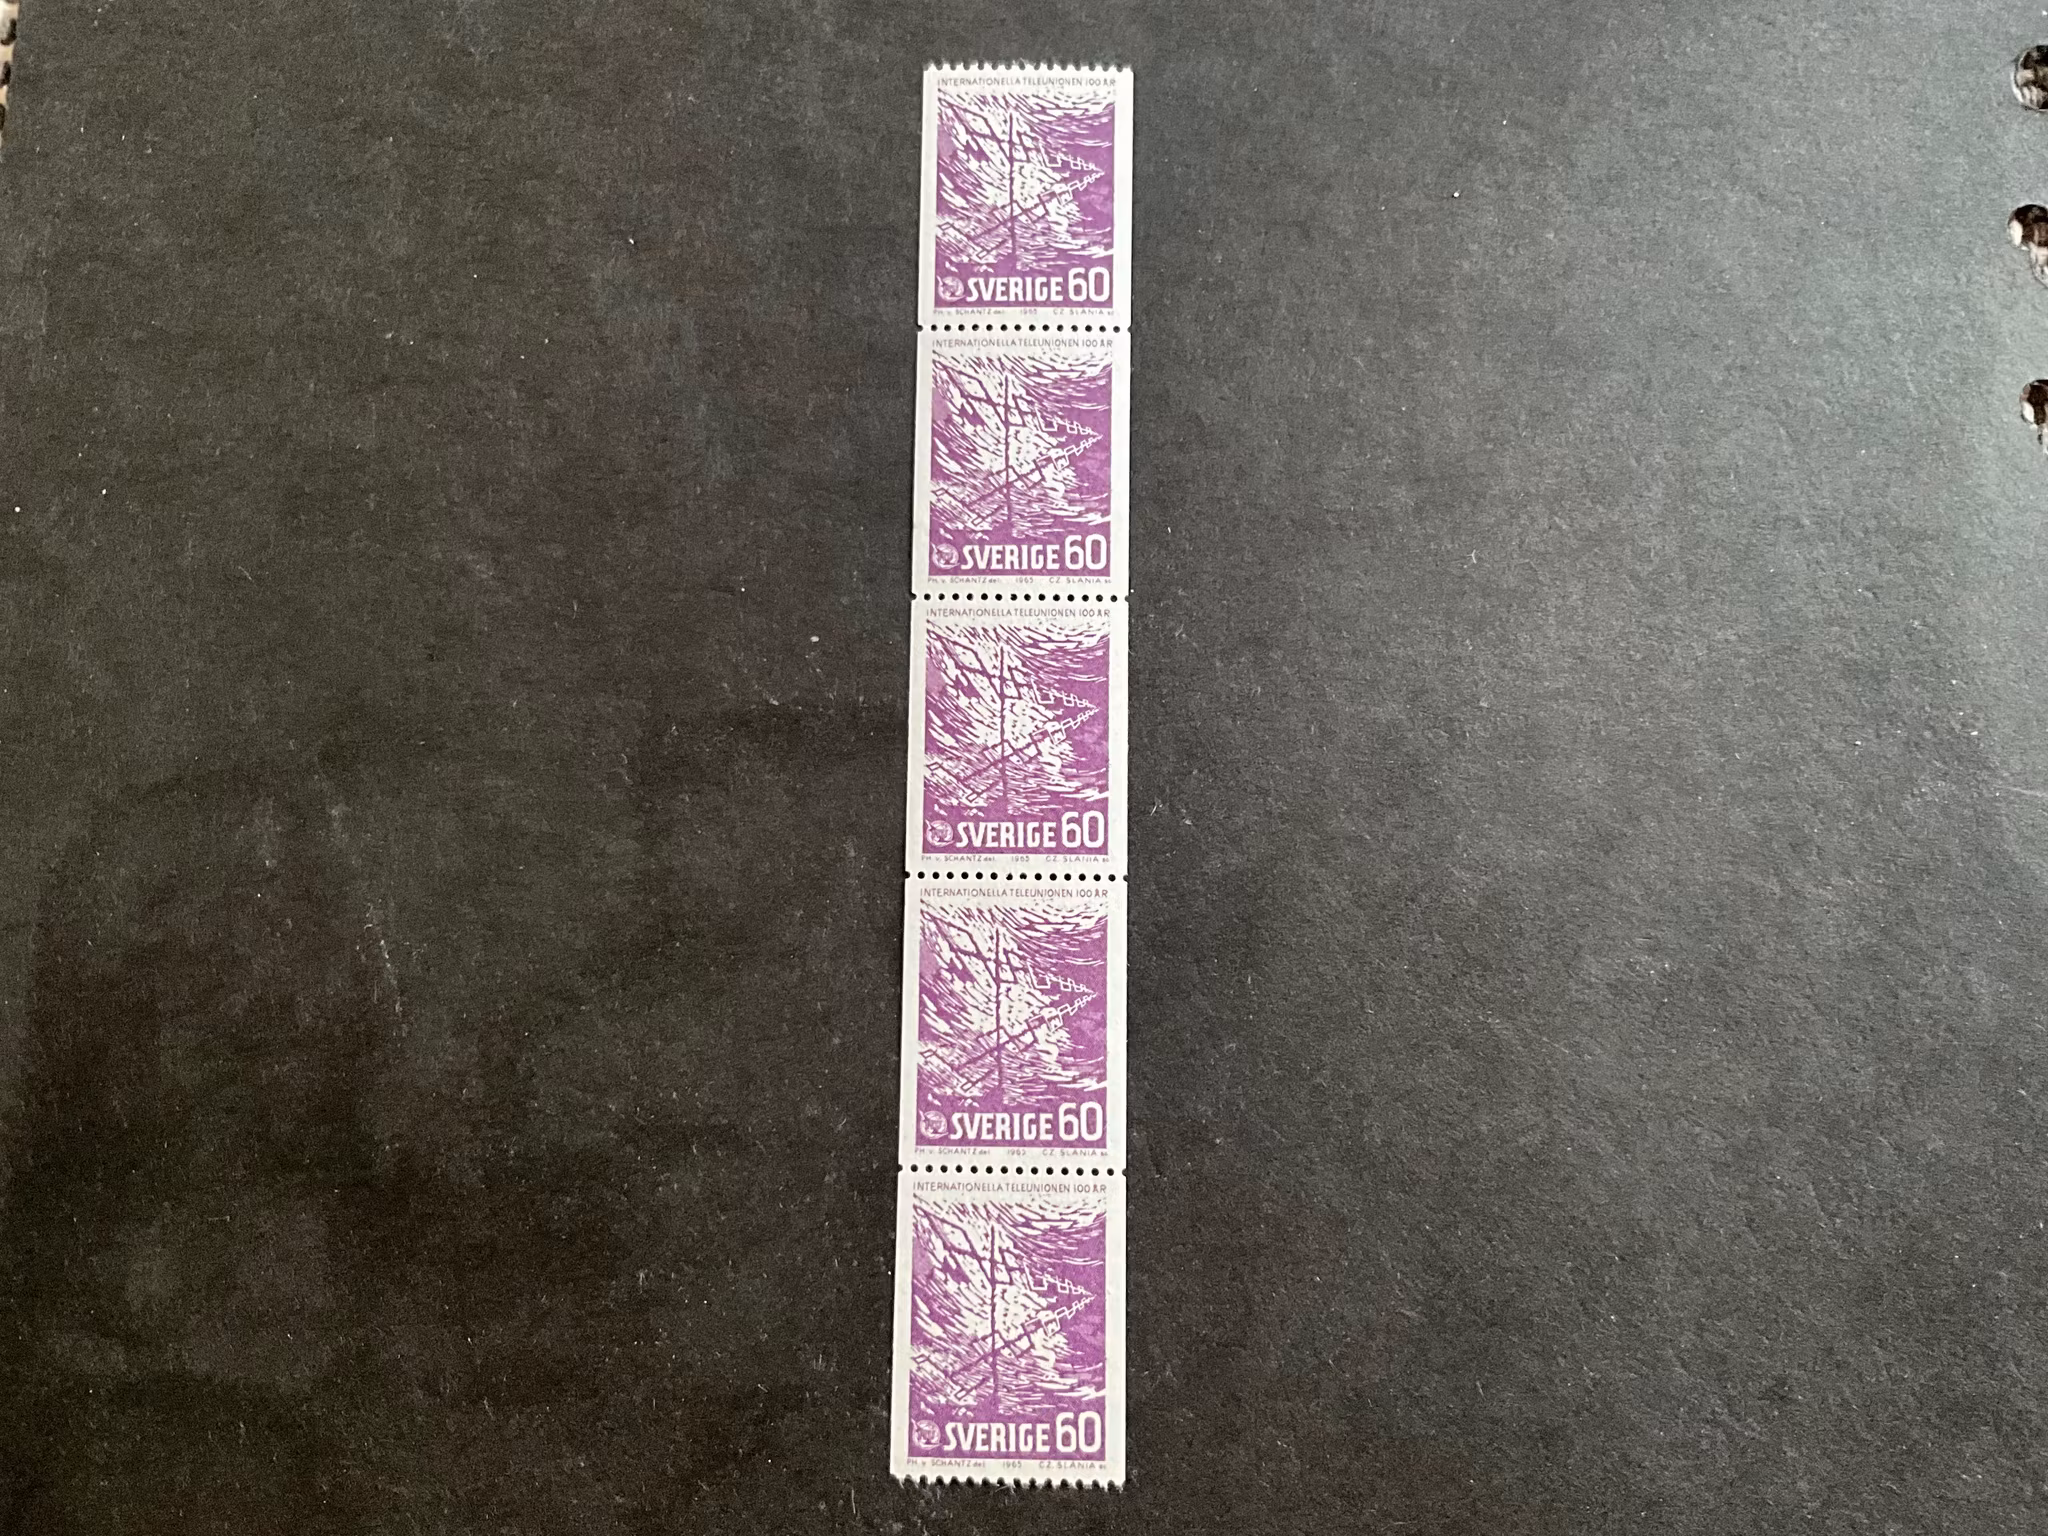 INTERNATIONELLA TELEUNIONEN 100 ÅR
SVERIGE 60
PH. v. SCHANTZ del. 1965 CZ. SLANIA sc
INTERNATIONELLA TELEUNIONEN 100 ÅR
SVERIGE 60
PH. v. SCHANTZ del. 1965 CZ. SLANIA sc
INTERNATIONELLA TELEUNIONEN 100 ÅR
SVERIGE 60
PH. v. SCHANTZ del. 1965 CZ. SLANIA sc
INTERNATIONELLA TELEUNIONEN 100 ÅR
SVERIGE 60
PH. v. SCHANTZ del. 1965 CZ. SLANIA sc
INTERNATIONELLA TELEUNIONEN 100 ÅR
SVERIGE 60
PH. v. SCHANTZ del. 1965 CZ. SLANIA sc